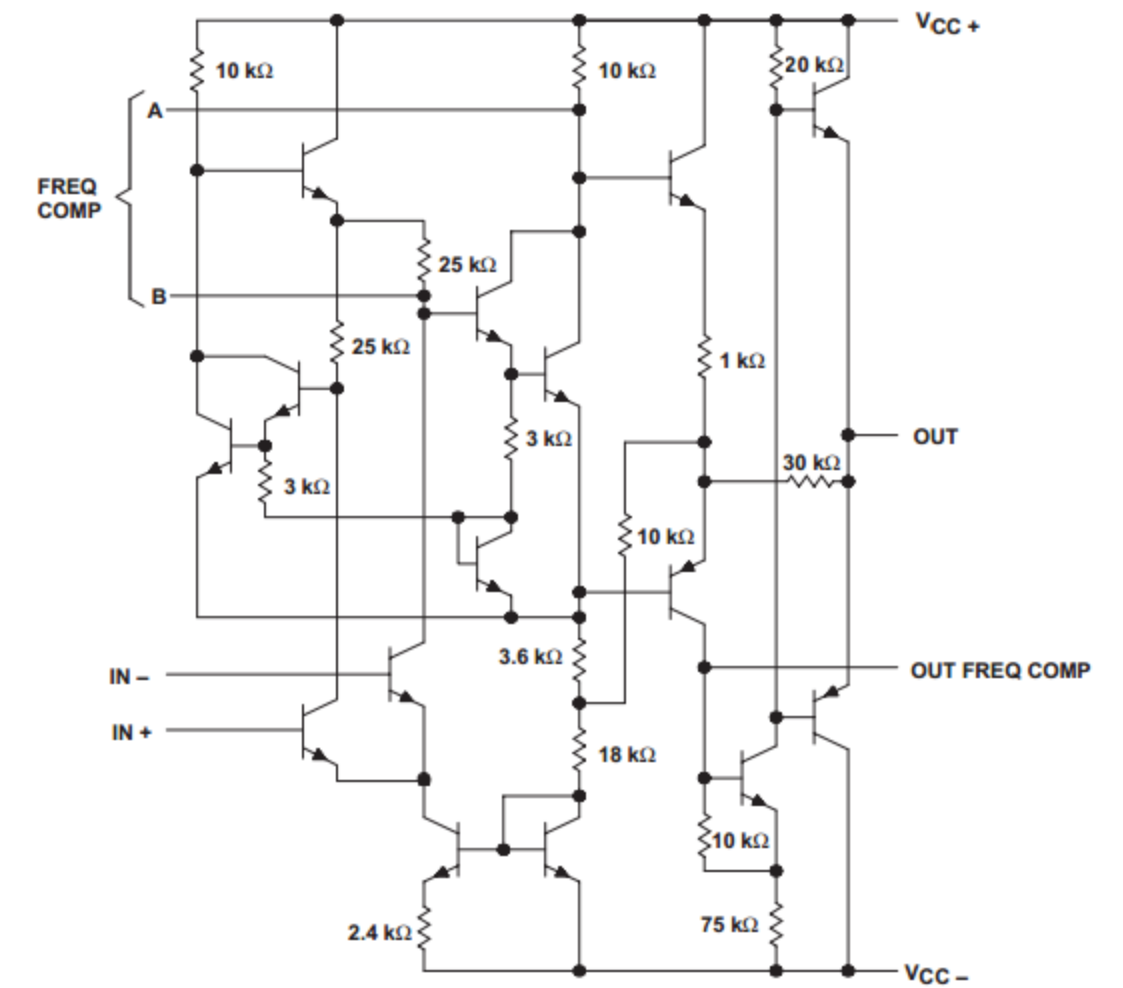 VCC +
10 kΩ
10 kΩ
20 kΩ
A
FREQ
COMP
25 kΩ
B
25 kΩ
1 kΩ
3 kΩ
OUT
30 kΩ
3 kΩ
10 kΩ
3.6 kΩ
IN –
OUT FREQ COMP
IN +
18 kΩ
10 kΩ
2.4 kΩ
75 kΩ
VCC –